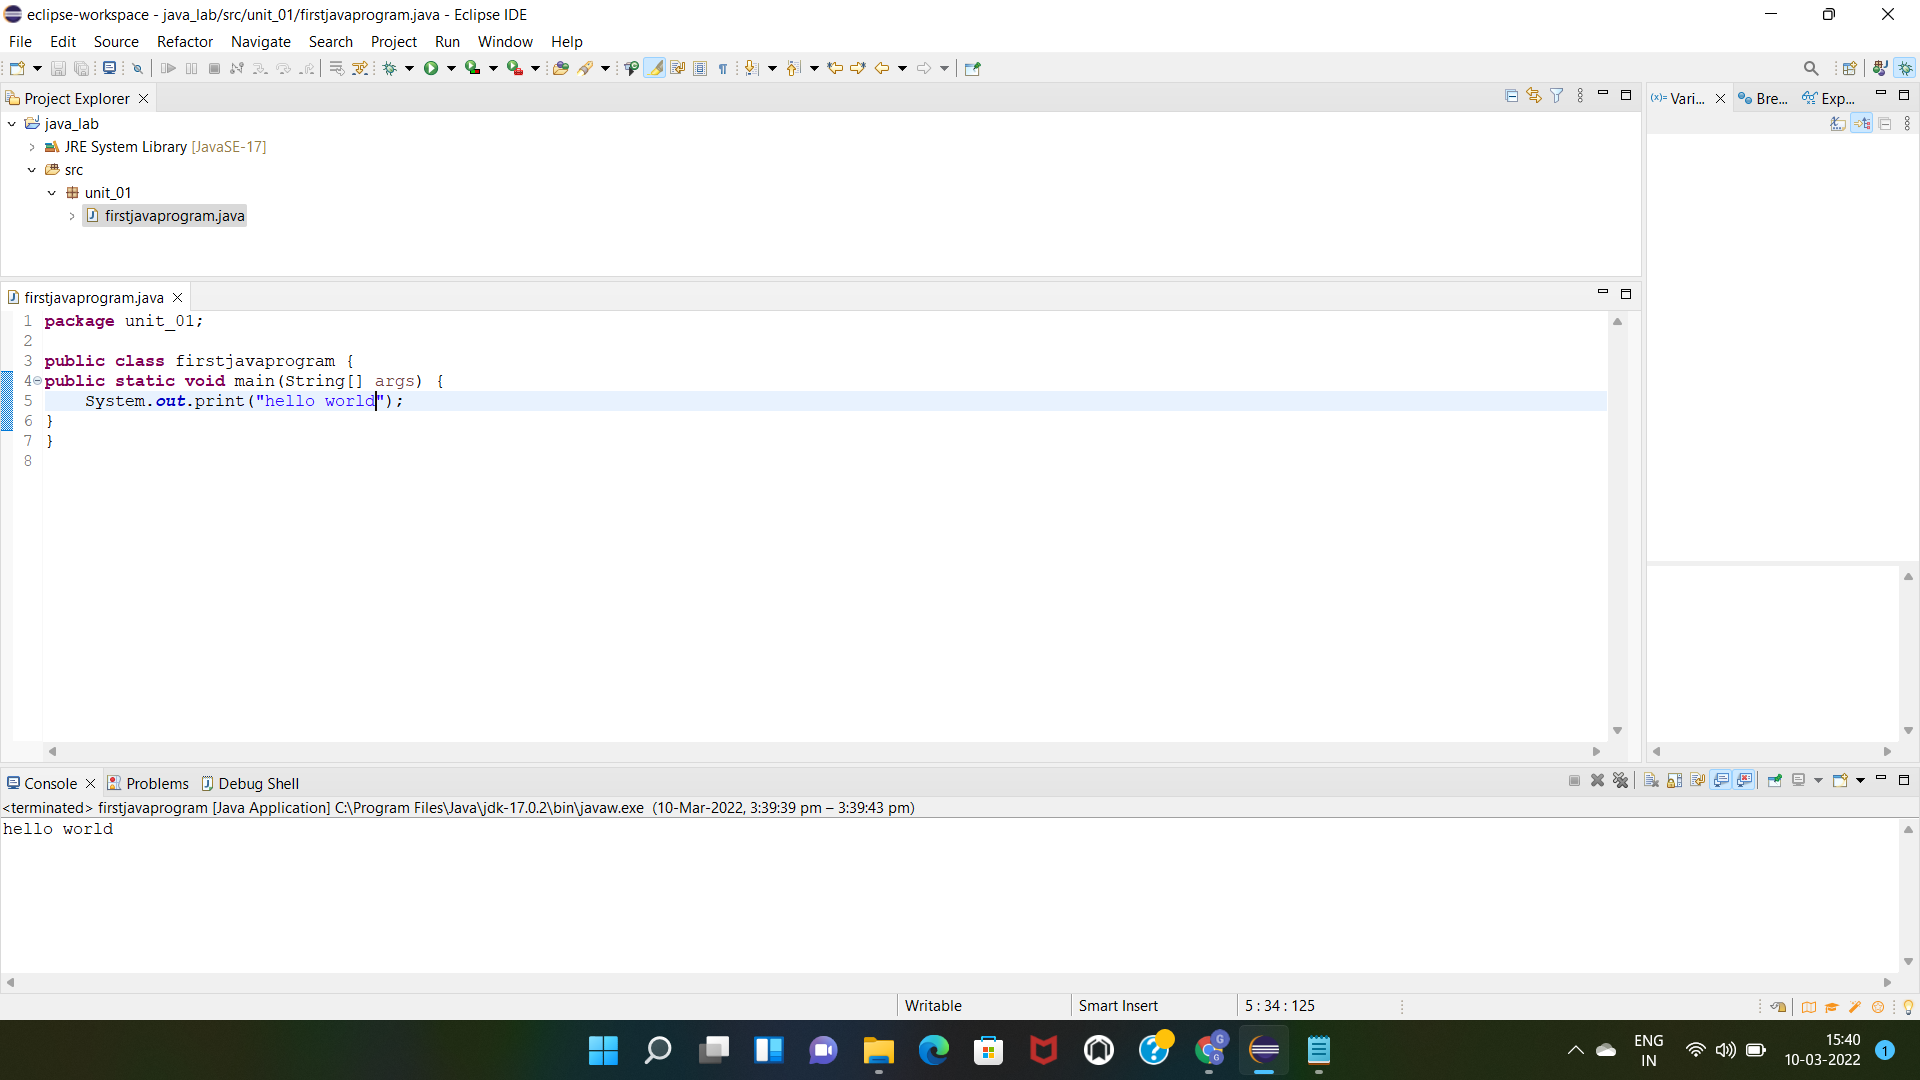 eclipse-workspace - java_lab/src/unit_01/firstjavaprogram.java - Eclipse IDE
File Edit Source Refactor Navigate Search Project Run Window Help
Project Explorer
(x)= Vari... Bre... Exp...
java_lab
JRE System Library [JavaSE-17]
src
unit_01
firstjavaprogram.java
firstjavaprogram.java
1 package unit_01;
2
3 public class firstjavaprogram {
4 public static void main(String[] args) {
5 System.out.print("hello world");
6 }
7 }
8
Console Problems Debug Shell
<terminated> firstjavaprogram [Java Application] C:\Program Files\Java\jdk-17.0.2\bin\javaw.exe (10-Mar-2022, 3:39:39 pm – 3:39:43 pm)
hello world
Writable Smart Insert 5 : 34 : 125
ENG
IN
15:40
10-03-2022
1